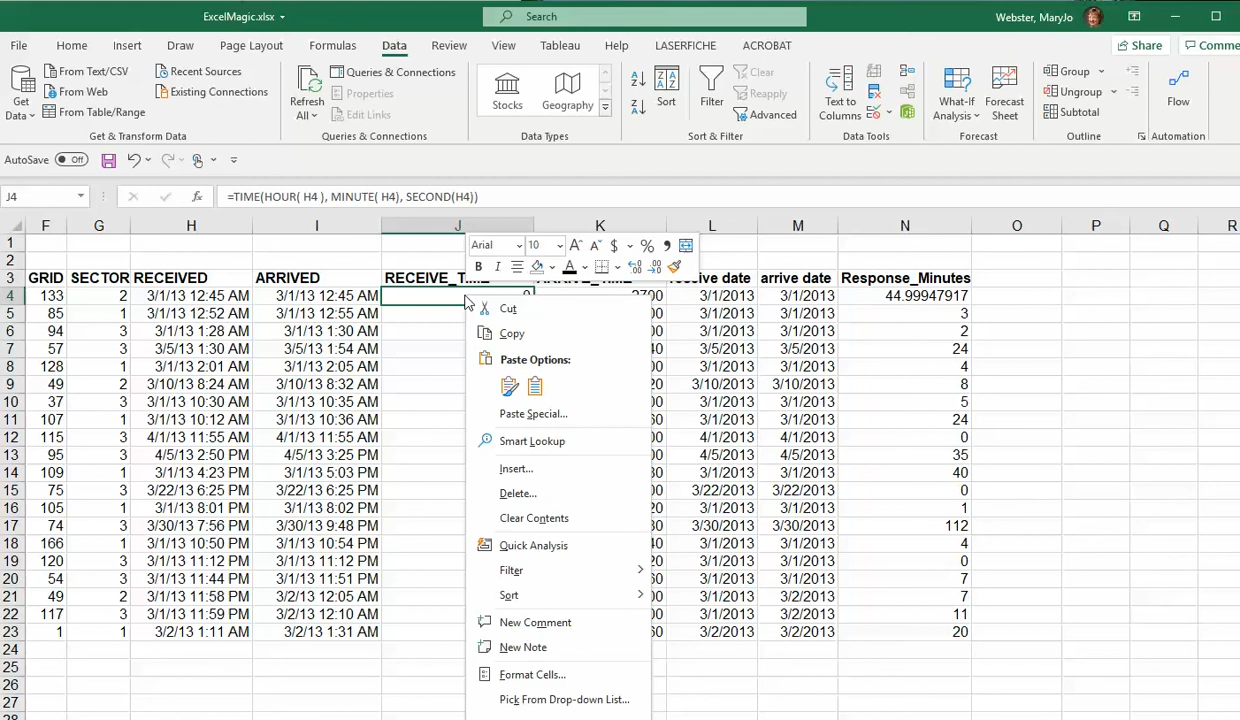 ExcelMagic.xlsx
Search
Webster, MaryJo
File Home Insert Draw Page Layout Formulas Data Review View Tableau Help LASERFICHE ACROBAT Share Comme
From Text/CSV Recent Sources Queries & Connections Clear Group
From Web Existing Connections Properties Reapply Ungroup
From Table/Range Edit Links Advanced Subtotal
Get Data Refresh All Stocks Geography Sort Filter Text to Columns What-If Analysis Forecast Sheet Flow
Get & Transform Data Queries & Connections Data Types Sort & Filter Data Tools Forecast Outline Automation
AutoSave Off
J4 fx =TIME(HOUR( H4 ), MINUTE( H4), SECOND(H4))
F G H I J K L M N O P Q R
1
2
3 GRID SECTOR RECEIVED ARRIVED date arrive date Response_Minutes
4 133 2 3/1/13 12:45 AM 3/1/13 12:45 AM 3/1/2013 3/1/2013 44.99947917
5 85 1 3/1/13 12:52 AM 3/1/13 12:55 AM 00 3/1/2013 3/1/2013 3
6 94 3 3/1/13 1:28 AM 3/1/13 1:30 AM 00 3/1/2013 3/1/2013 2
7 57 3 3/5/13 1:30 AM 3/5/13 1:54 AM 40 3/5/2013 3/5/2013 24
8 128 1 3/1/13 2:01 AM 3/1/13 2:05 AM 00 3/1/2013 3/1/2013 4
9 49 2 3/10/13 8:24 AM 3/10/13 8:32 AM 20 3/10/2013 3/10/2013 8
10 37 3 3/1/13 10:30 AM 3/1/13 10:35 AM 00 3/1/2013 3/1/2013 5
11 107 1 3/1/13 10:12 AM 3/1/13 10:36 AM 60 3/1/2013 3/1/2013 24
12 115 3 4/1/13 11:55 AM 4/1/13 11:55 AM 00 4/1/2013 4/1/2013 0
13 95 3 4/5/13 2:50 PM 4/5/13 3:25 PM 00 4/5/2013 4/5/2013 35
14 109 1 3/1/13 4:23 PM 3/1/13 5:03 PM 80 3/1/2013 3/1/2013 40
15 75 3 3/22/13 6:25 PM 3/22/13 6:25 PM 00 3/22/2013 3/22/2013 0
16 105 1 3/1/13 8:01 PM 3/1/13 8:02 PM 20 3/1/2013 3/1/2013 1
17 74 3 3/30/13 7:56 PM 3/30/13 9:48 PM 80 3/30/2013 3/30/2013 112
18 166 1 3/1/13 10:50 PM 3/1/13 10:54 PM 40 3/1/2013 3/1/2013 4
19 120 3 3/1/13 11:12 PM 3/1/13 11:12 PM 20 3/1/2013 3/1/2013 0
20 54 3 3/1/13 11:44 PM 3/1/13 11:51 PM 60 3/1/2013 3/1/2013 7
21 49 2 3/1/13 11:58 PM 3/2/13 12:05 AM 00 3/1/2013 3/2/2013 7
22 117 3 3/1/13 11:59 PM 3/2/13 12:10 AM 00 3/1/2013 3/2/2013 11
23 1 1 3/2/13 1:11 AM 3/2/13 1:31 AM 60 3/2/2013 3/2/2013 20
24
25
26
27
28
Arial 10 A A $ % ,
B I A
Cut
Copy
Paste Options:
Paste Special...
Smart Lookup
Insert...
Delete...
Clear Contents
Quick Analysis
Filter
Sort
New Comment
New Note
Format Cells...
Pick From Drop-down List...